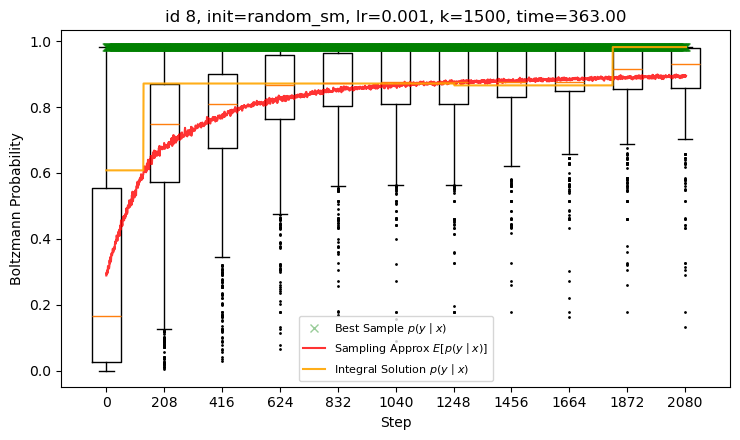 id 8, init=random_sm, lr=0.001, k=1500, time=363.00
Boltzmann Probability
1.0
0.8
0.6
0.4
0.2
0.0
Best Sample p(y | x)
Sampling Approx E[p(y | x)]
Integral Solution p(y | x)
0 208 416 624 832 1040 1248 1456 1664 1872 2080
Step